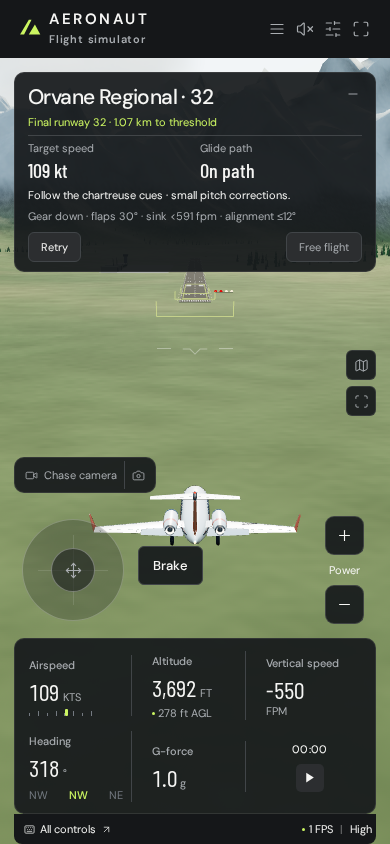 AERONAUT
Flight simulator
Orvane Regional · 32
Final runway 32 · 1.07 km to threshold
Target speed
Glide path
109 kt
On path
Follow the chartreuse cues · small pitch corrections.
Gear down · flaps 30° · sink <591 fpm · alignment ≤12°
Retry
Free flight
Chase camera
Brake
Power
Airspeed
109 KTS
Altitude
3,692 FT
• 278 ft AGL
Vertical speed
-550
FPM
Heading
318 °
NW NW NE
G-force
1.0 g
00:00
All controls ↗
• 1 FPS | High